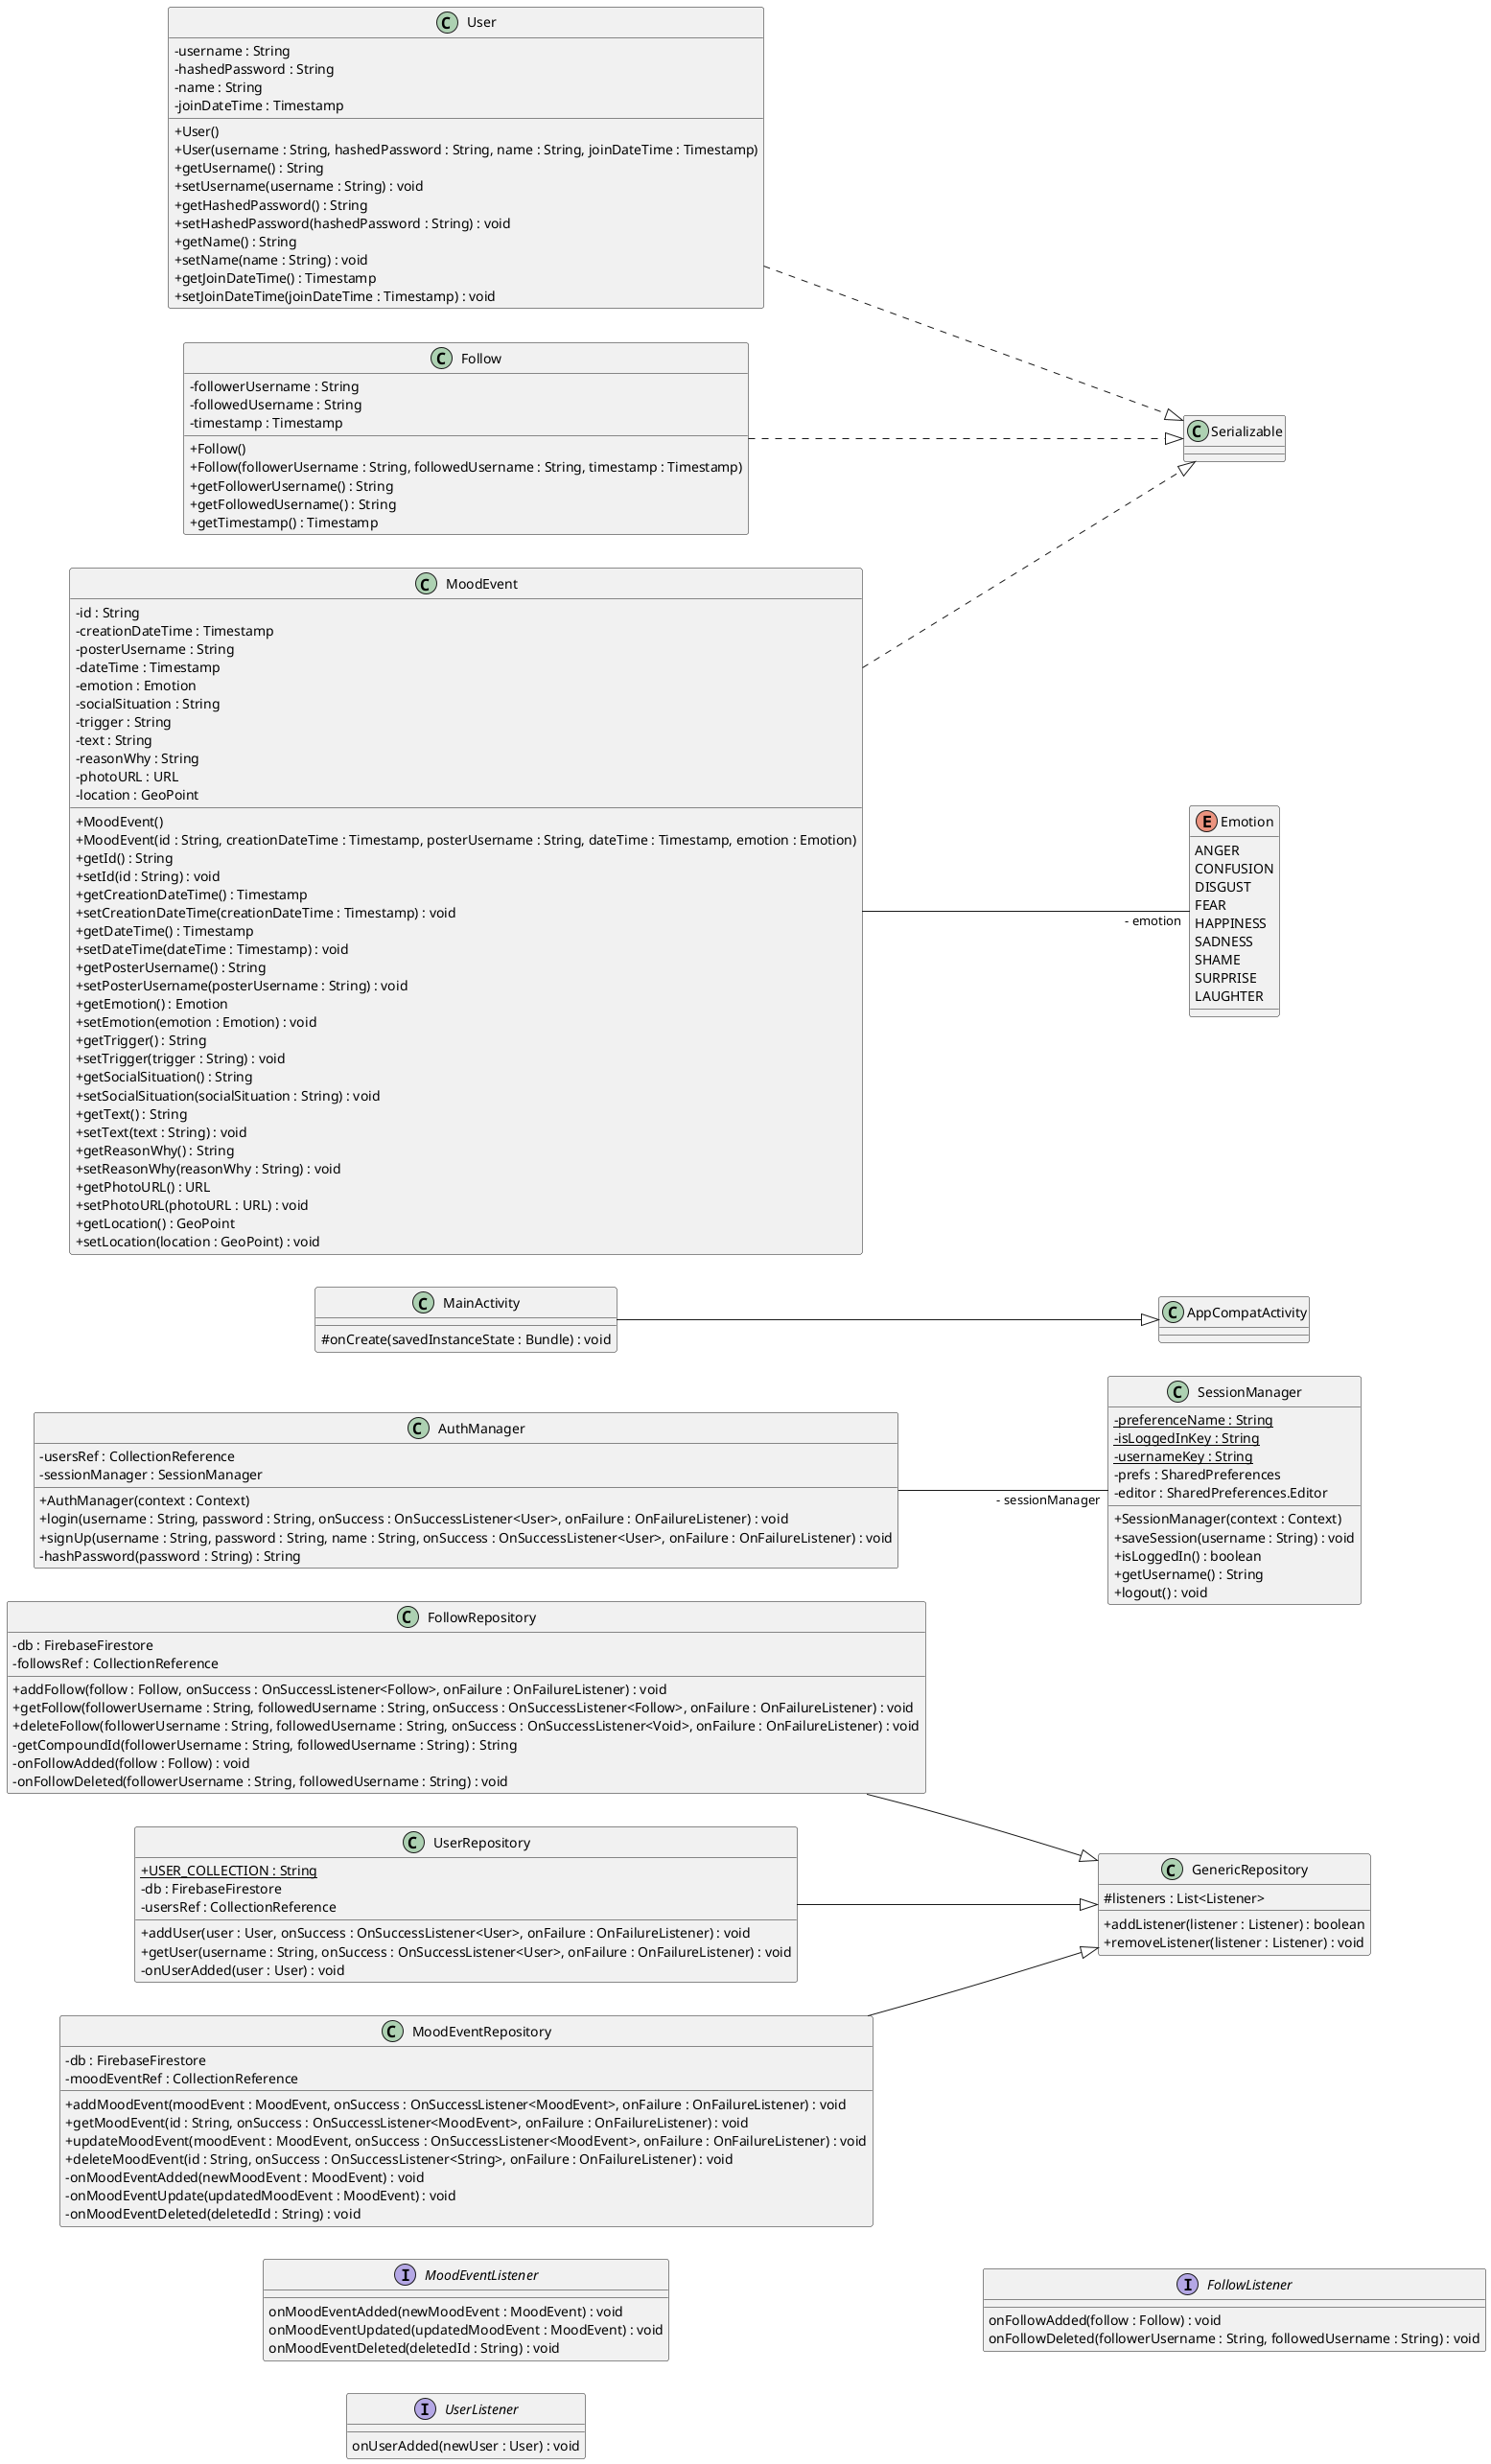 C User
-username : String
-hashedPassword : String
-name : String
-joinDateTime : Timestamp
+User()
+User(username : String, hashedPassword : String, name : String, joinDateTime : Timestamp)
+getUsername() : String
+setUsername(username : String) : void
+getHashedPassword() : String
+setHashedPassword(hashedPassword : String) : void
+getName() : String
+setName(name : String) : void
+getJoinDateTime() : Timestamp
+setJoinDateTime(joinDateTime : Timestamp) : void
C Follow
-followerUsername : String
-followedUsername : String
-timestamp : Timestamp
+Follow()
+Follow(followerUsername : String, followedUsername : String, timestamp : Timestamp)
+getFollowerUsername() : String
+getFollowedUsername() : String
+getTimestamp() : Timestamp
C Serializable
C MoodEvent
-id : String
-creationDateTime : Timestamp
-posterUsername : String
-dateTime : Timestamp
-emotion : Emotion
-socialSituation : String
-trigger : String
-text : String
-reasonWhy : String
-photoURL : URL
-location : GeoPoint
+MoodEvent()
+MoodEvent(id : String, creationDateTime : Timestamp, posterUsername : String, dateTime : Timestamp, emotion : Emotion)
+getId() : String
+setId(id : String) : void
+getCreationDateTime() : Timestamp
+setCreationDateTime(creationDateTime : Timestamp) : void
+getDateTime() : Timestamp
+setDateTime(dateTime : Timestamp) : void
+getPosterUsername() : String
+setPosterUsername(posterUsername : String) : void
+getEmotion() : Emotion
+setEmotion(emotion : Emotion) : void
+getTrigger() : String
+setTrigger(trigger : String) : void
+getSocialSituation() : String
+setSocialSituation(socialSituation : String) : void
+getText() : String
+setText(text : String) : void
+getReasonWhy() : String
+setReasonWhy(reasonWhy : String) : void
+getPhotoURL() : URL
+setPhotoURL(photoURL : URL) : void
+getLocation() : GeoPoint
+setLocation(location : GeoPoint) : void
- emotion
E Emotion
ANGER
CONFUSION
DISGUST
FEAR
HAPPINESS
SADNESS
SHAME
SURPRISE
LAUGHTER
C MainActivity
#onCreate(savedInstanceState : Bundle) : void
C AppCompatActivity
C AuthManager
-usersRef : CollectionReference
-sessionManager : SessionManager
+AuthManager(context : Context)
+login(username : String, password : String, onSuccess : OnSuccessListener<User>, onFailure : OnFailureListener) : void
+signUp(username : String, password : String, name : String, onSuccess : OnSuccessListener<User>, onFailure : OnFailureListener) : void
-hashPassword(password : String) : String
- sessionManager
C SessionManager
-preferenceName : String
-isLoggedInKey : String
-usernameKey : String
-prefs : SharedPreferences
-editor : SharedPreferences.Editor
+SessionManager(context : Context)
+saveSession(username : String) : void
+isLoggedIn() : boolean
+getUsername() : String
+logout() : void
C FollowRepository
-db : FirebaseFirestore
-followsRef : CollectionReference
+addFollow(follow : Follow, onSuccess : OnSuccessListener<Follow>, onFailure : OnFailureListener) : void
+getFollow(followerUsername : String, followedUsername : String, onSuccess : OnSuccessListener<Follow>, onFailure : OnFailureListener) : void
+deleteFollow(followerUsername : String, followedUsername : String, onSuccess : OnSuccessListener<Void>, onFailure : OnFailureListener) : void
-getCompoundId(followerUsername : String, followedUsername : String) : String
-onFollowAdded(follow : Follow) : void
-onFollowDeleted(followerUsername : String, followedUsername : String) : void
C UserRepository
+USER_COLLECTION : String
-db : FirebaseFirestore
-usersRef : CollectionReference
+addUser(user : User, onSuccess : OnSuccessListener<User>, onFailure : OnFailureListener) : void
+getUser(username : String, onSuccess : OnSuccessListener<User>, onFailure : OnFailureListener) : void
-onUserAdded(user : User) : void
C GenericRepository
#listeners : List<Listener>
+addListener(listener : Listener) : boolean
+removeListener(listener : Listener) : void
C MoodEventRepository
-db : FirebaseFirestore
-moodEventRef : CollectionReference
+addMoodEvent(moodEvent : MoodEvent, onSuccess : OnSuccessListener<MoodEvent>, onFailure : OnFailureListener) : void
+getMoodEvent(id : String, onSuccess : OnSuccessListener<MoodEvent>, onFailure : OnFailureListener) : void
+updateMoodEvent(moodEvent : MoodEvent, onSuccess : OnSuccessListener<MoodEvent>, onFailure : OnFailureListener) : void
+deleteMoodEvent(id : String, onSuccess : OnSuccessListener<String>, onFailure : OnFailureListener) : void
-onMoodEventAdded(newMoodEvent : MoodEvent) : void
-onMoodEventUpdate(updatedMoodEvent : MoodEvent) : void
-onMoodEventDeleted(deletedId : String) : void
I MoodEventListener
onMoodEventAdded(newMoodEvent : MoodEvent) : void
onMoodEventUpdated(updatedMoodEvent : MoodEvent) : void
onMoodEventDeleted(deletedId : String) : void
I FollowListener
onFollowAdded(follow : Follow) : void
onFollowDeleted(followerUsername : String, followedUsername : String) : void
I UserListener
onUserAdded(newUser : User) : void